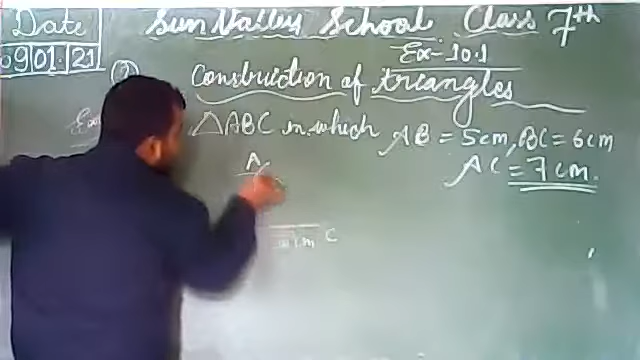 Date
09|01|21
Sun Valley School Class 7th
Ex-10.1
Construction of triangles
△ABC in which AB = 5cm, BC = 6cm
AC = 7cm.
A
cm C